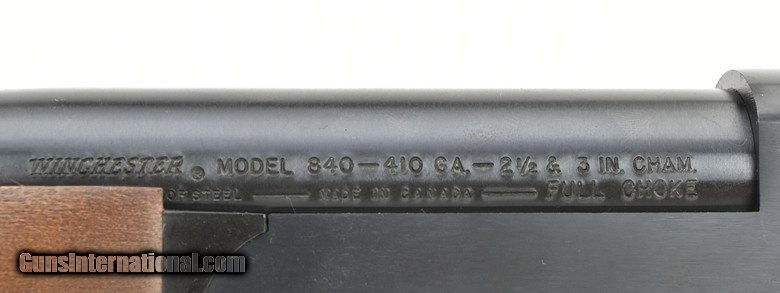 WINCHESTER® MODEL 840-410 GA.-2½ & 3 IN. CHAM.
OF STEEL — MADE IN CANADA — FULL CHOKE
GunsInternational.com